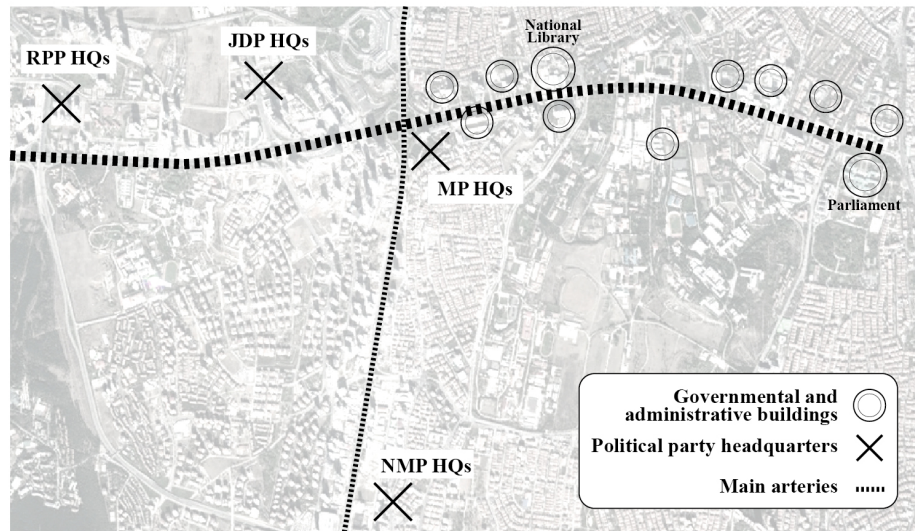 National
Library
JDP HQs
RPP HQs
MP HQs
Parliament
NMP HQs
Governmental and
administrative buildings
Political party headquarters
Main arteries